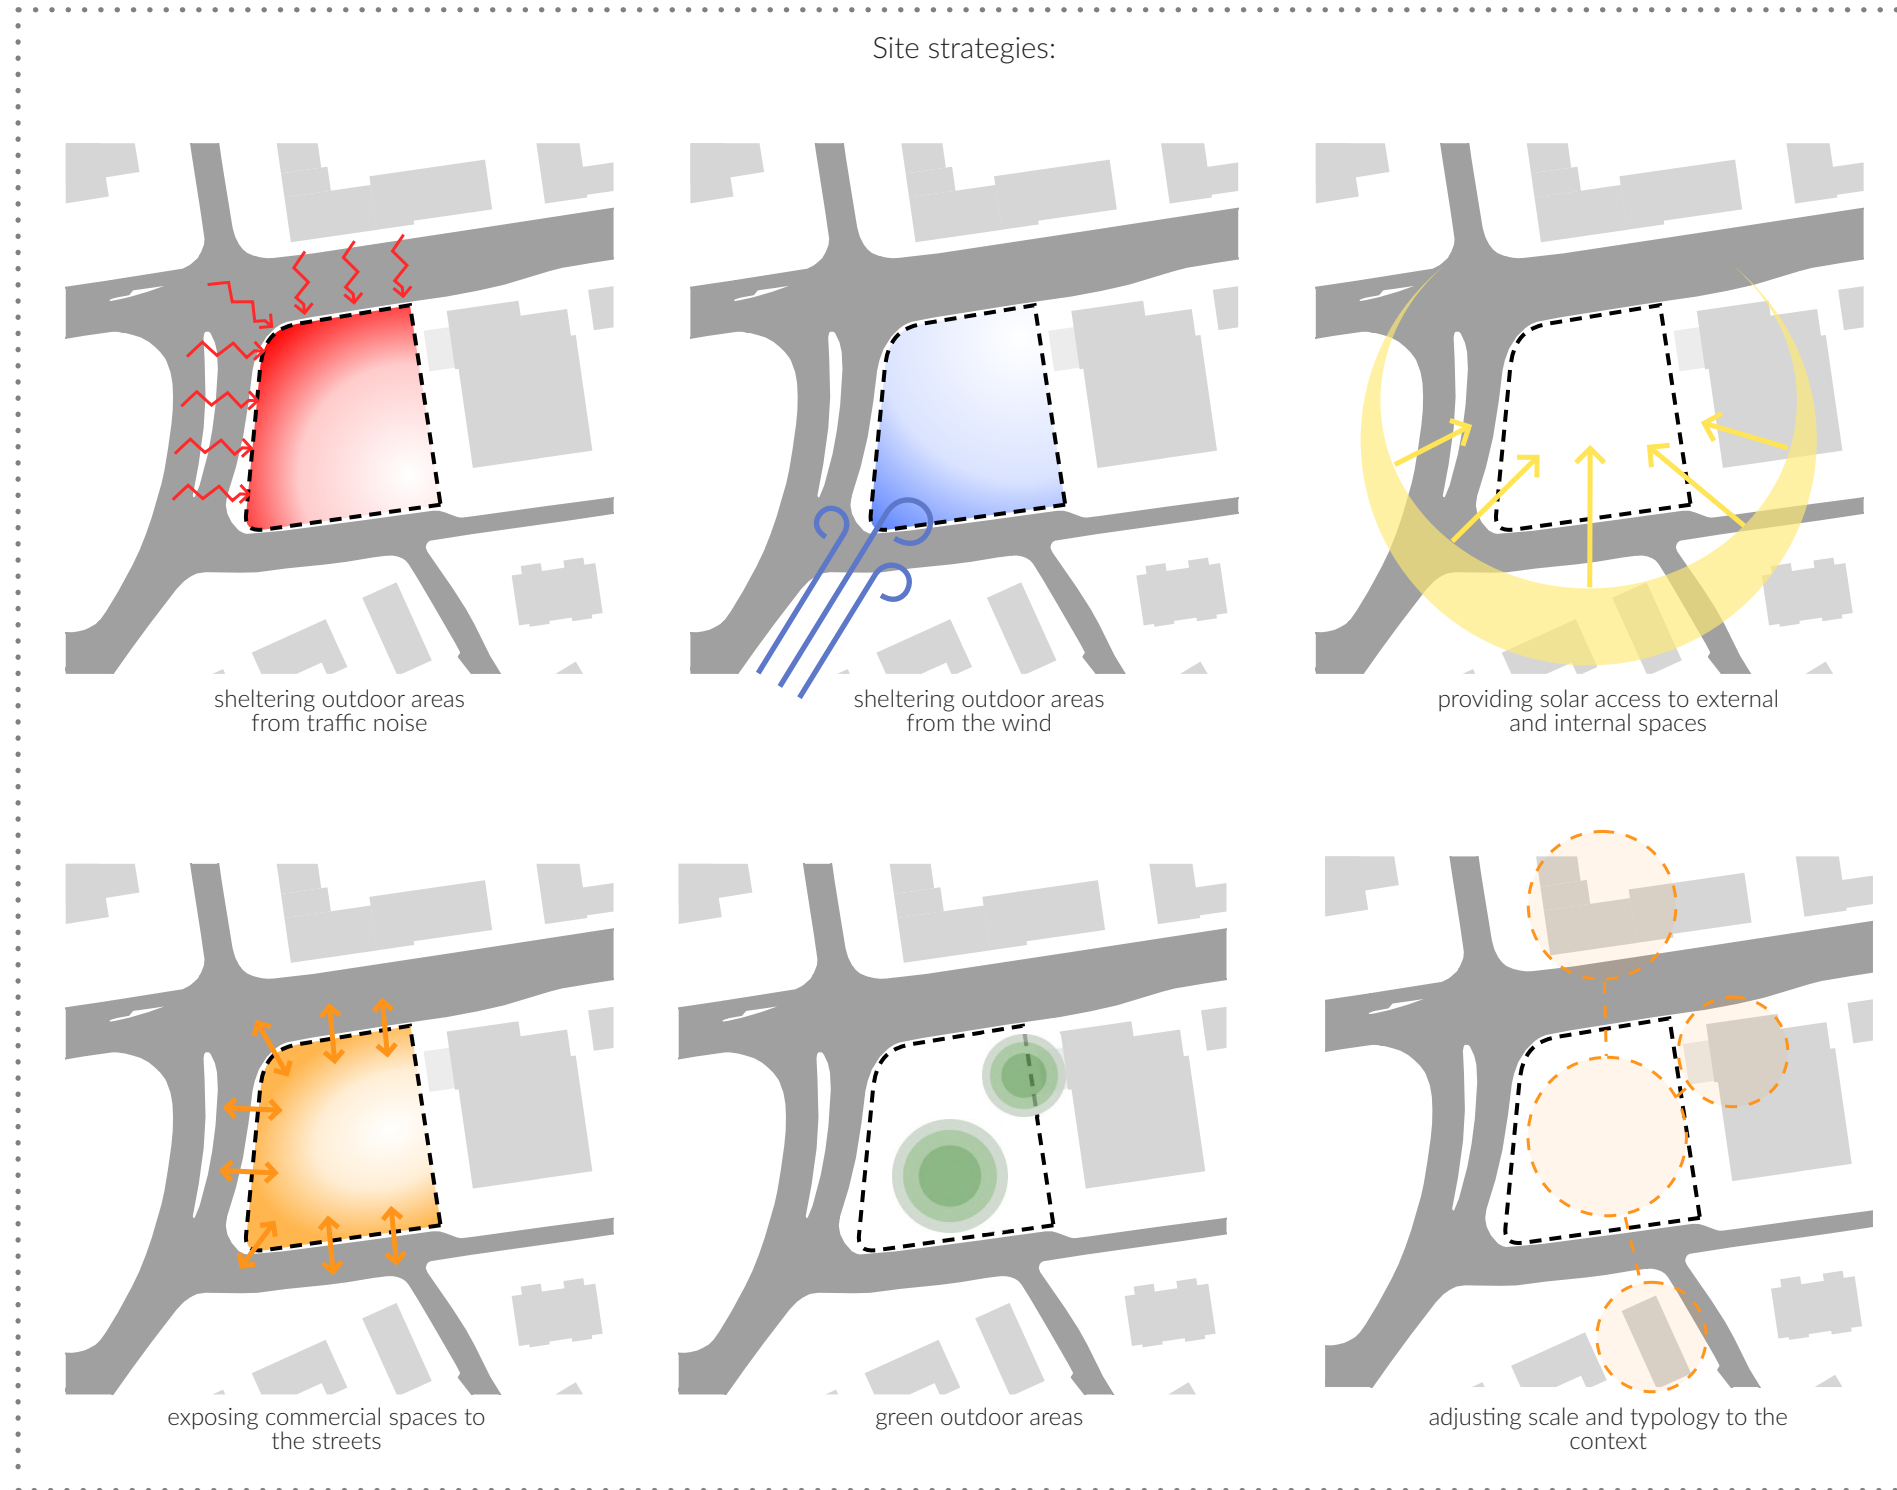 Site strategies:
sheltering outdoor areas
from traffic noise
sheltering outdoor areas
from the wind
providing solar access to external
and internal spaces
exposing commercial spaces to
the streets
green outdoor areas
adjusting scale and typology to the
context